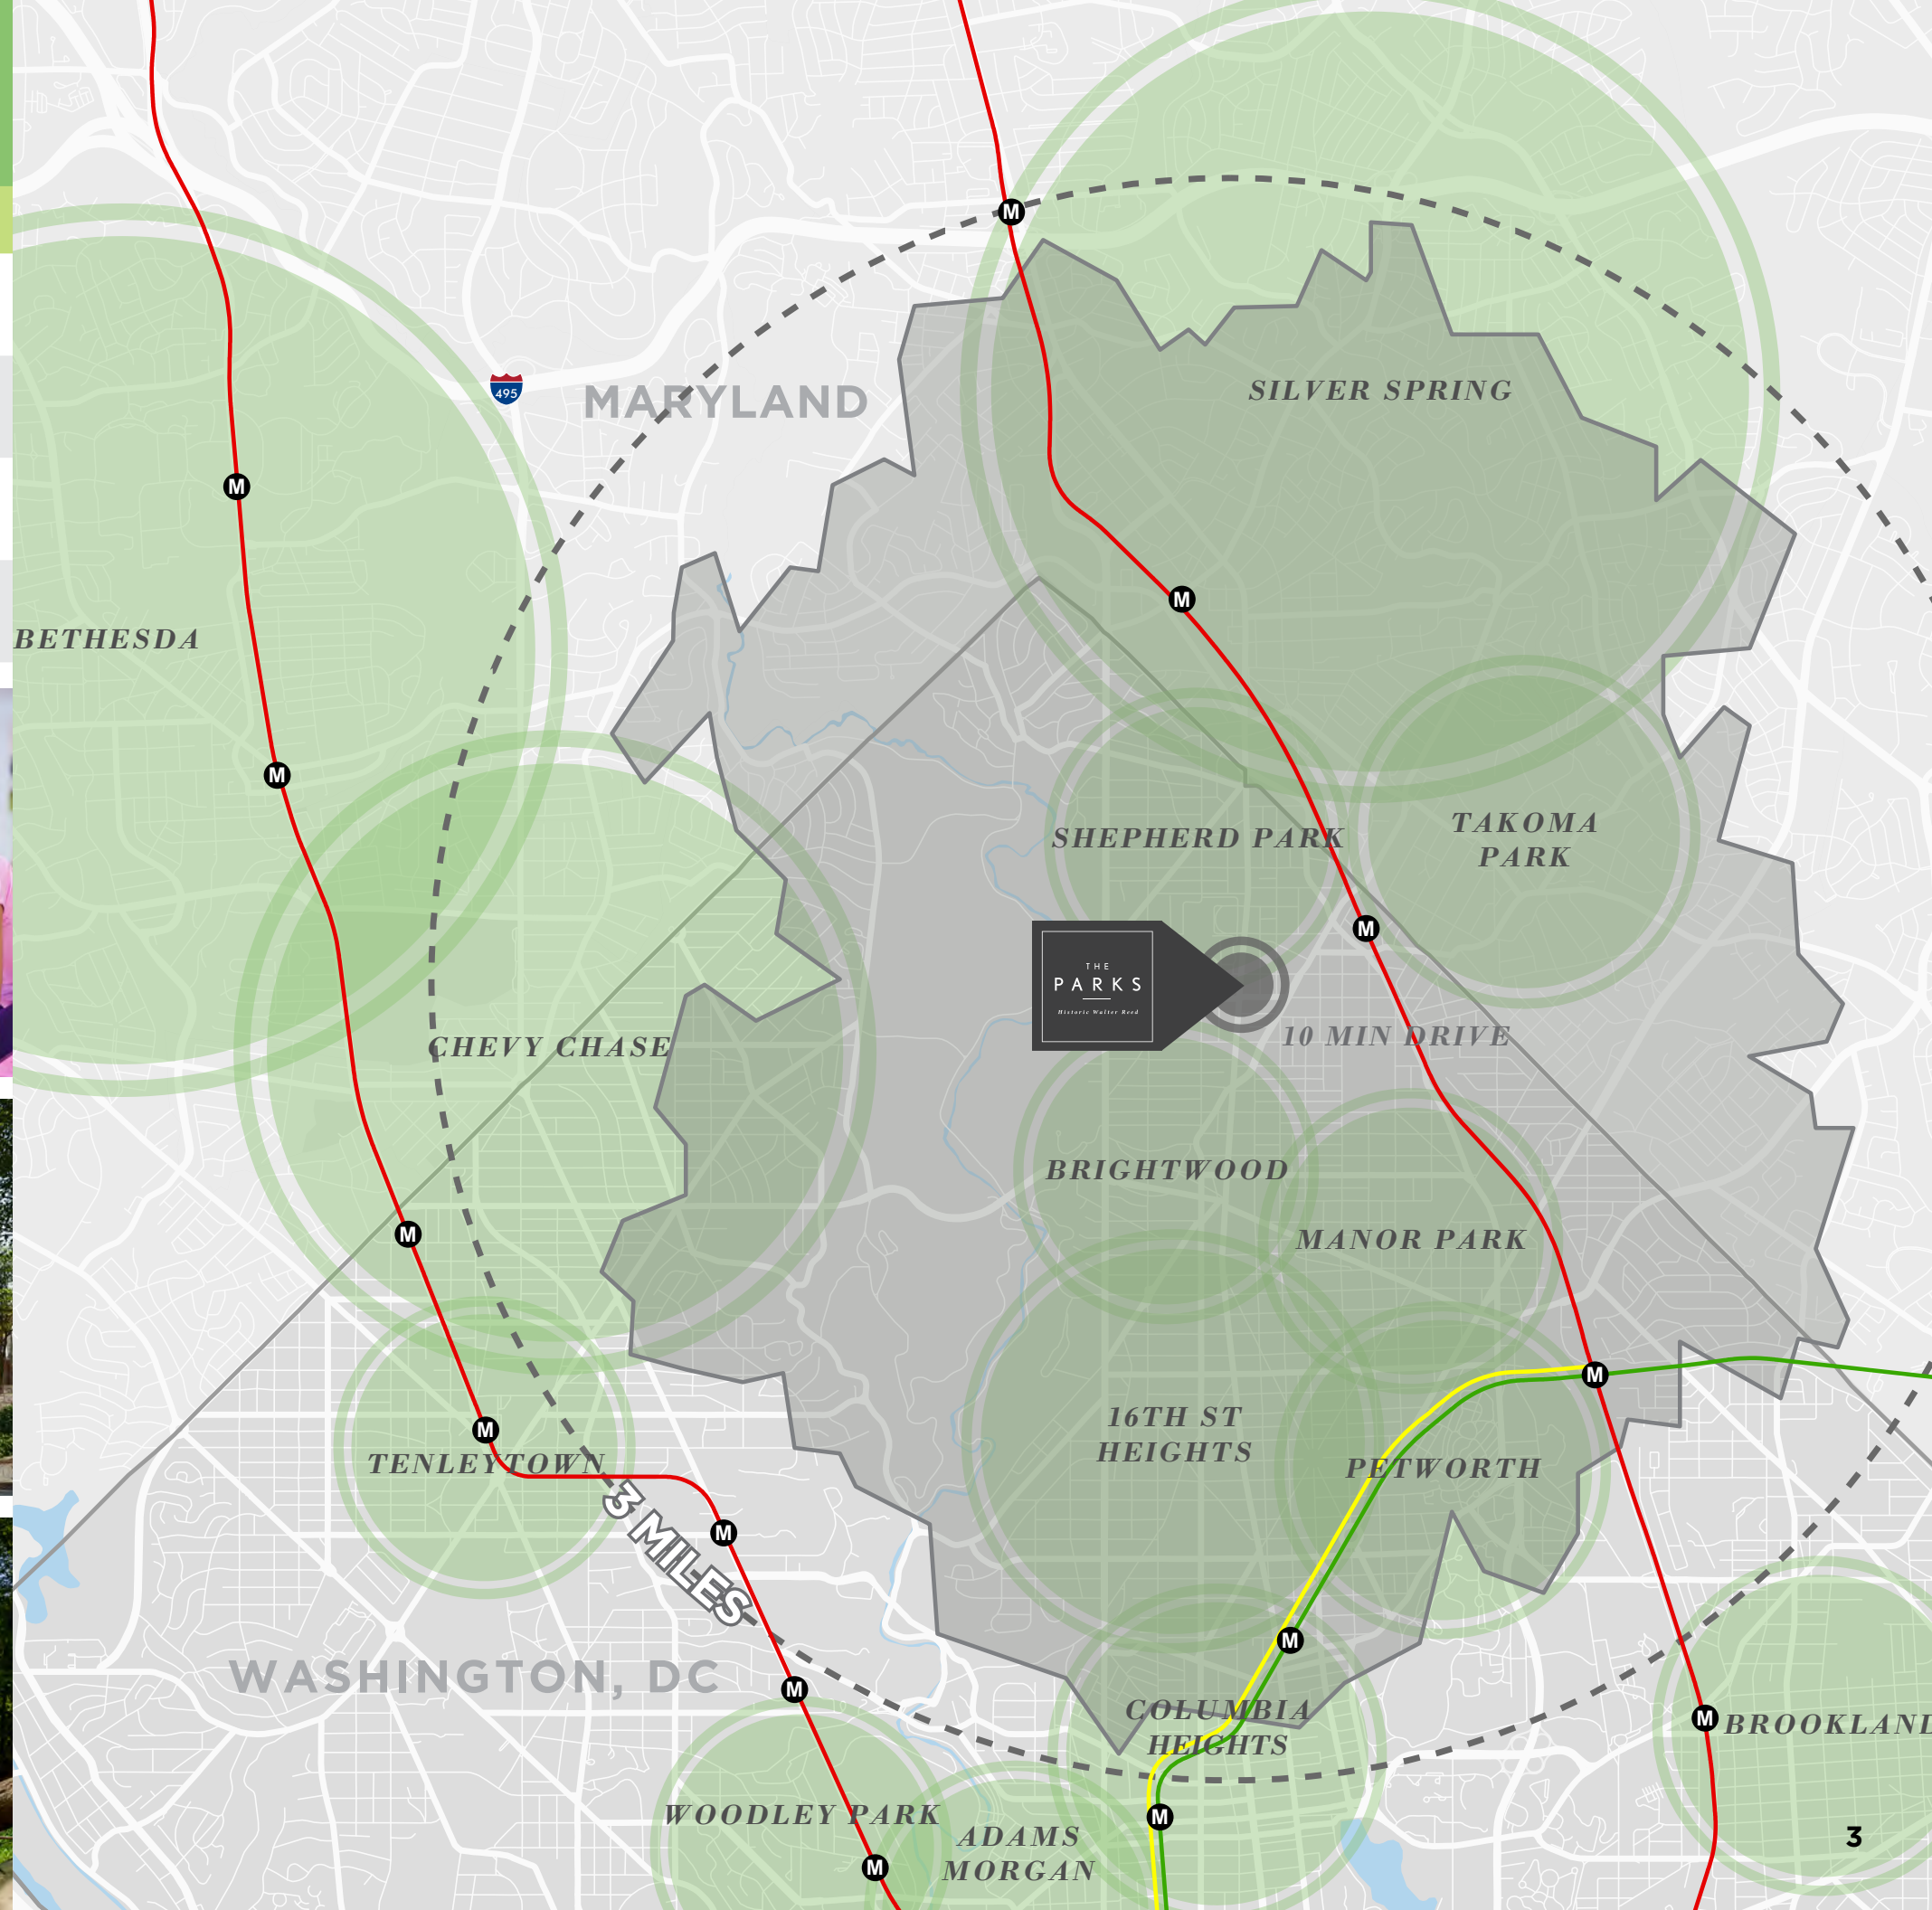 M
495
MARYLAND
SILVER SPRING
M
M
BETHESDA
M
SHEPHERD PARK
TAKOMA
PARK
M
THE
PARKS
Historic Walter Reed
10 MIN DRIVE
CHEVY CHASE
BRIGHTWOOD
M
MANOR PARK
M
16TH ST
HEIGHTS
M
TENLEYTOWN
PETWORTH
3 MILES
M
M
WASHINGTON, DC
M
COLUMBIA
HEIGHTS
M
BROOKLAND
WOODLEY PARK
M
ADAMS
MORGAN
M
3